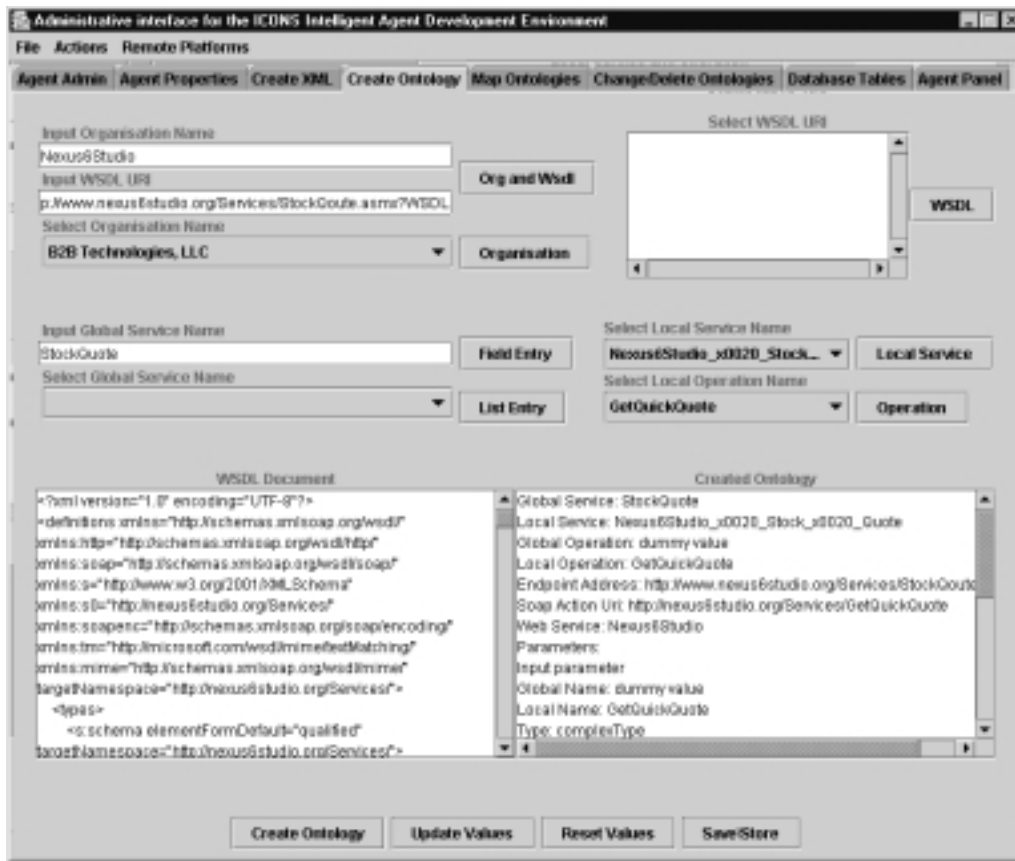 Administrative interface for the ICONS Intelligent Agent Development Environment
File Actions Remote Platforms
Agent Admin Agent Properties Create XML Create Ontology Map Ontologies Change/Delete Ontologies Database Tables Agent Panel
Input Organisation Name
Nexus6Studio
Input WSDL URI
p://www.nexus6studio.org/Services/StockQoute.asmx?WSDL
Org and Wsdl
Select Organisation Name
B2B Technologies, LLC
Organisation
Select WSDL URI
WSDL
Input Global Service Name
StockQuote
Field Entry
Select Global Service Name
List Entry
Select Local Service Name
Nexus6Studio_x0020_Stock...
Local Service
Select Local Operation Name
GetQuickQuote
Operation
WSDL Document
<?xml version="1.0" encoding="UTF-8"?>
<definitions xmlns="http://schemas.xmlsoap.org/wsdl/"
xmlns:http="http://schemas.xmlsoap.org/wsdl/http/"
xmlns:soap="http://schemas.xmlsoap.org/wsdl/soap/"
xmlns:s="http://www.w3.org/2001/XMLSchema"
xmlns:s0="http://nexus6studio.org/Services/"
xmlns:soapenc="http://schemas.xmlsoap.org/soap/encoding/"
xmlns:tm="http://microsoft.com/wsdl/mime/textMatching/"
xmlns:mime="http://schemas.xmlsoap.org/wsdl/mime/"
targetNamespace="http://nexus6studio.org/Services/">
<types>
<s:schema elementFormDefault="qualified"
targetNamespace="http://nexus6studio.org/Services/">
Created Ontology
Global Service: StockQuote
Local Service: Nexus6Studio_x0020_Stock_x0020_Quote
Global Operation: dummy value
Local Operation: GetQuickQuote
Endpoint Address: http://www.nexus6studio.org/Services/StockQoute
Soap Action Uri: http://nexus6studio.org/Services/GetQuickQuote
Web Service: Nexus6Studio
Parameters:
Input parameter
Global Name: dummy value
Local Name: GetQuickQuote
Type: complexType
Create Ontology Update Values Reset Values Save/Store